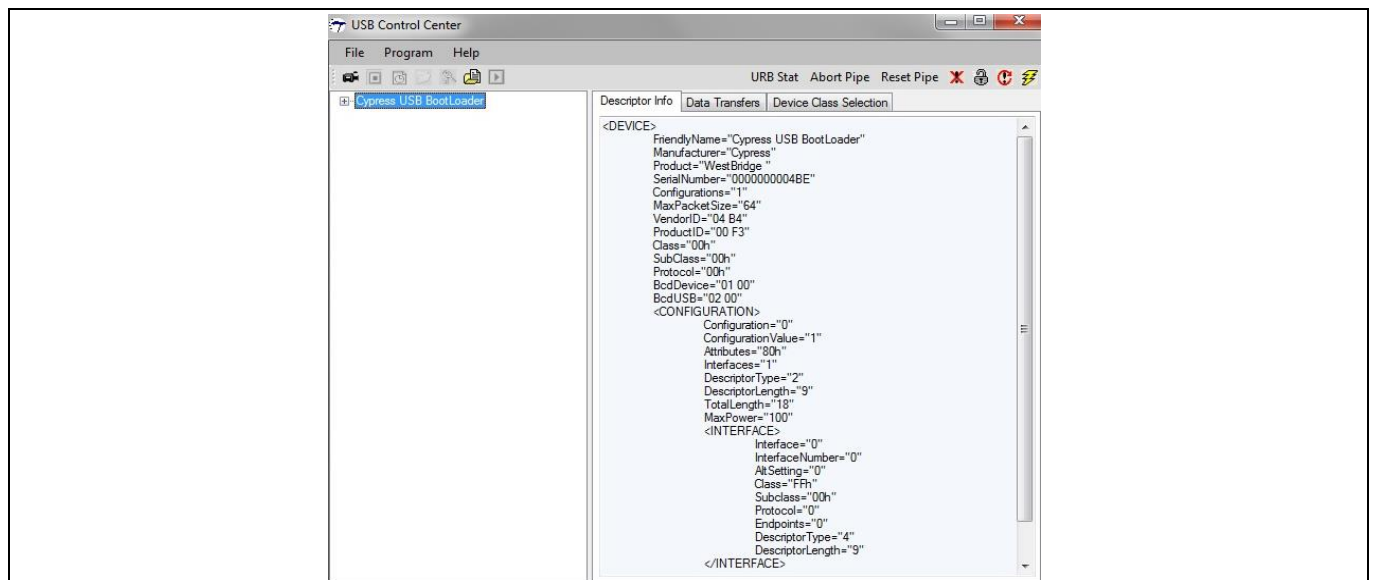 USB Control Center
File Program Help
URB Stat Abort Pipe Reset Pipe
Cypress USB BootLoader
Descriptor Info Data Transfers Device Class Selection
<DEVICE>
FriendlyName="Cypress USB BootLoader"
Manufacturer="Cypress"
Product="WestBridge "
SerialNumber="0000000004BE"
Configurations="1"
MaxPacketSize="64"
VendorID="04 B4"
ProductID="00 F3"
Class="00h"
SubClass="00h"
Protocol="00h"
BcdDevice="01 00"
BcdUSB="02 00"
<CONFIGURATION>
Configuration="0"
ConfigurationValue="1"
Attributes="80h"
Interfaces="1"
DescriptorType="2"
DescriptorLength="9"
TotalLength="18"
MaxPower="100"
<INTERFACE>
Interface="0"
InterfaceNumber="0"
AltSetting="0"
Class="FFh"
Subclass="00h"
Protocol="0"
Endpoints="0"
DescriptorType="4"
DescriptorLength="9"
</INTERFACE>